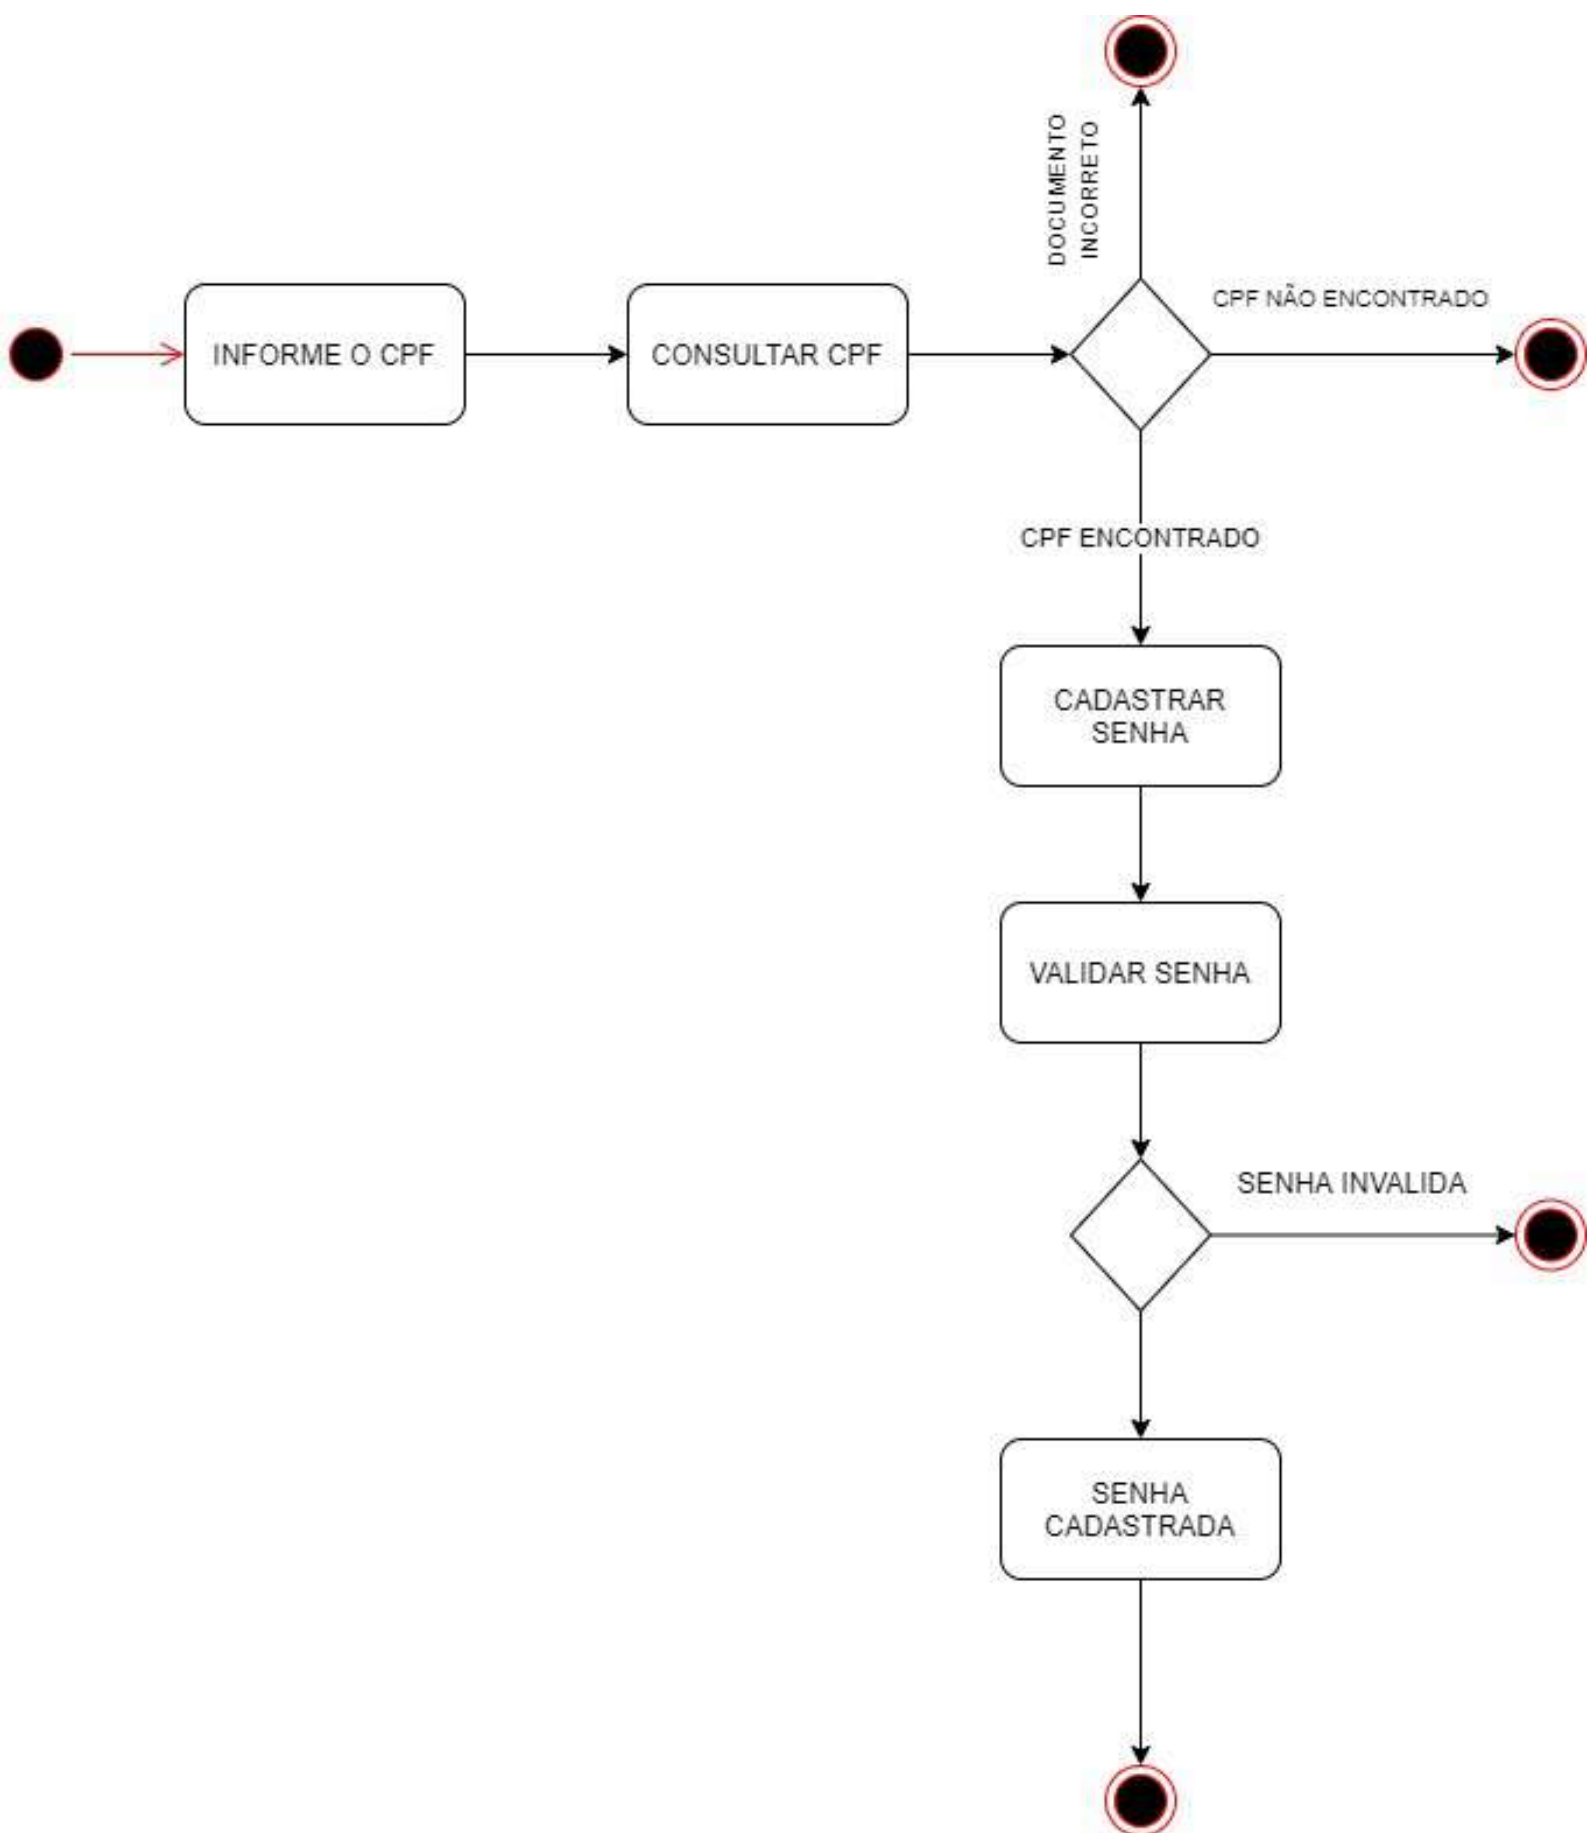 DOCUMENTO
INCORRETO
CPF NÃO ENCONTRADO
INFORME O CPF
CONSULTAR CPF
CPF ENCONTRADO
CADASTRAR
SENHA
VALIDAR SENHA
SENHA INVALIDA
SENHA
CADASTRADA